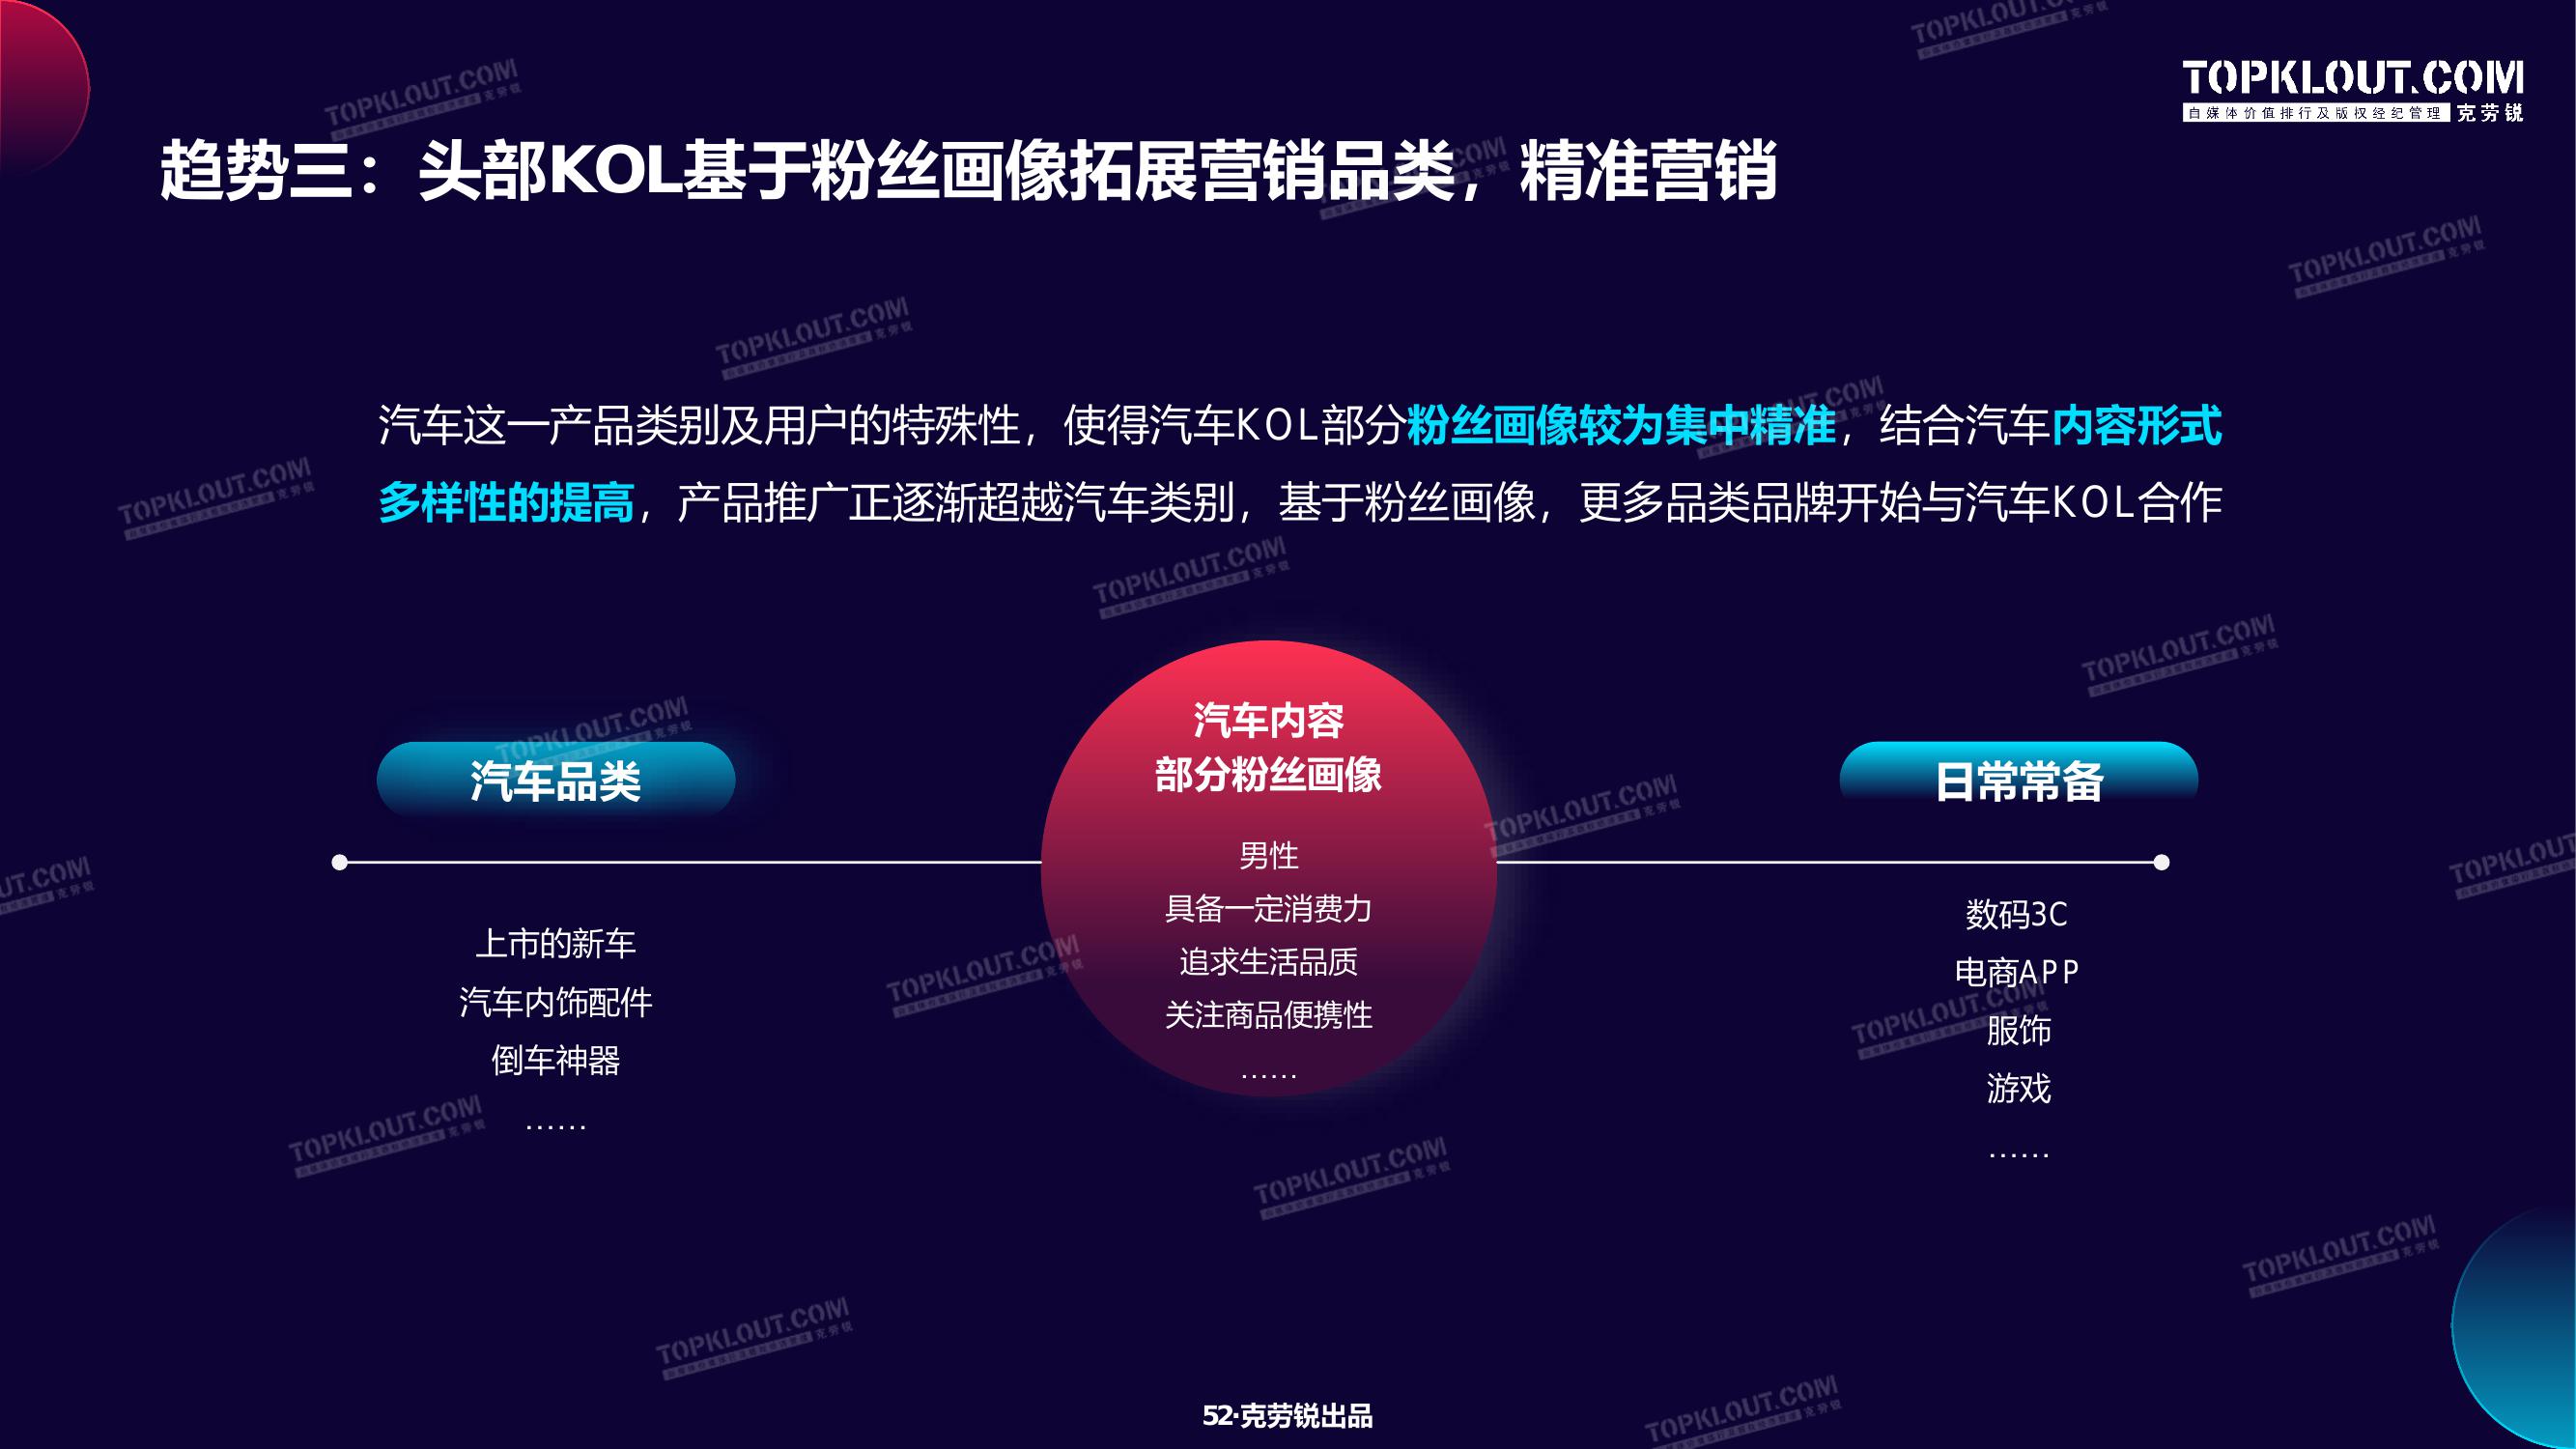 TOPKLOUT.COM
自媒体价值排行及版权经纪管理 克劳锐
趋势三：头部KOL基于粉丝画像拓展营销品类，精准营销
汽车这一产品类别及用户的特殊性，使得汽车KOL部分粉丝画像较为集中精准，结合汽车内容形式
多样性的提高，产品推广正逐渐超越汽车类别，基于粉丝画像，更多品类品牌开始与汽车KOL合作
汽车品类
上市的新车
汽车内饰配件
倒车神器
……
汽车内容
部分粉丝画像
男性
具备一定消费力
追求生活品质
关注商品便携性
……
日常常备
数码3C
电商APP
服饰
游戏
……
52·克劳锐出品